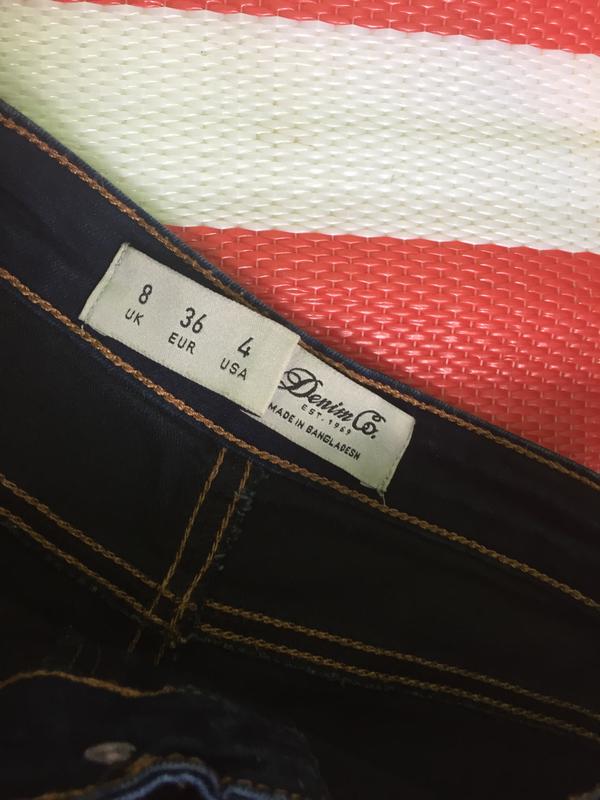 8 36 4
UK EUR USA
Denim Co.
EST. 1969
MADE IN BANGLADESH